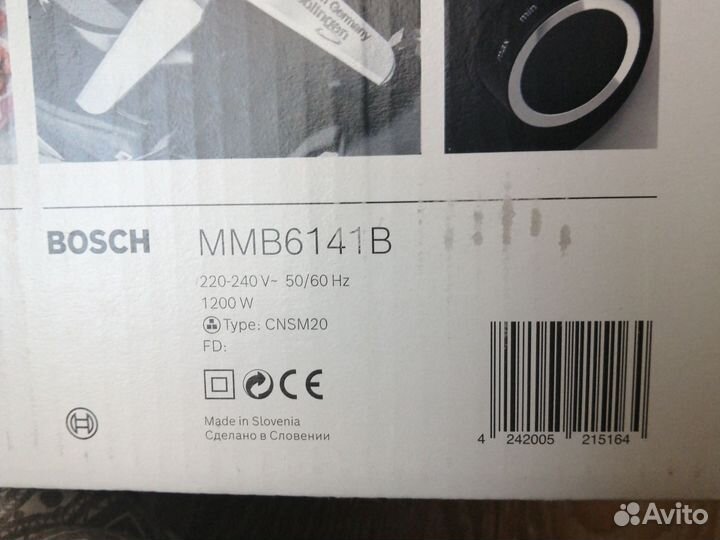 Germany
Solingen
min
max
BOSCH MMB6141B
220-240 V~ 50/60 Hz
1200 W
Type: CNSM20
FD:
CE
Made in Slovenia
Сделано в Словении
4 242005 215164
Avito